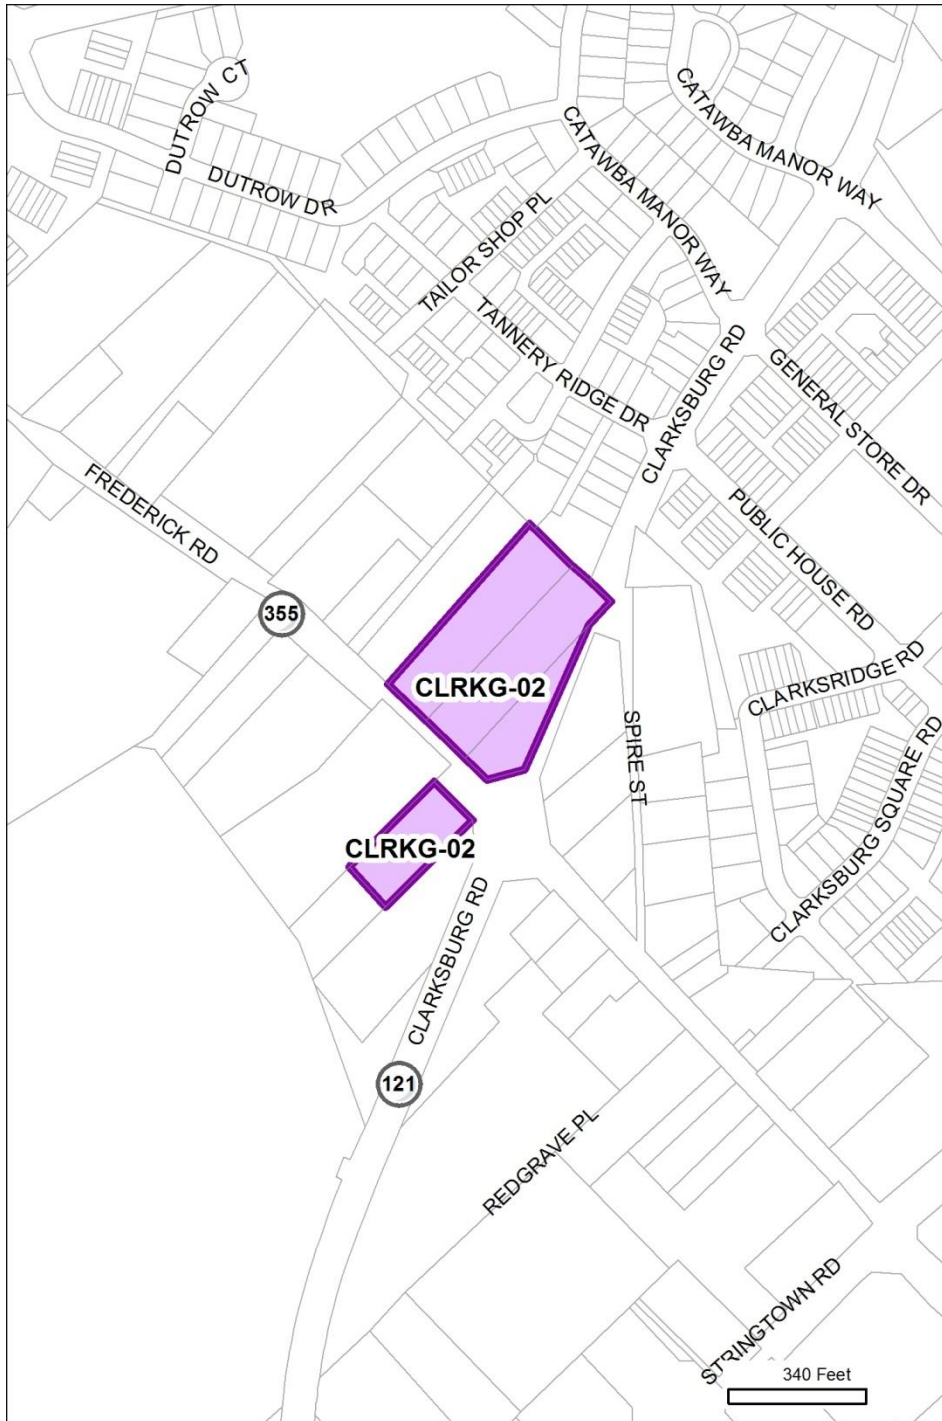 DUTROW CT
CATAWBA MANOR WAY
CATAWBA MANOR WAY
DUTROW DR
TAILOR SHOP PL
TANNERY RIDGE DR
CLARKSBURG RD
GENERAL STORE DR
FREDERICK RD
PUBLIC HOUSE RD
355
CLARKSRIDGE RD
CLRKG-02
SPIRE ST
CLARKSBURG SQUARE RD
CLRKG-02
CLARKSBURG RD
121
REDGRAVE PL
STRINGTOWN RD
340 Feet